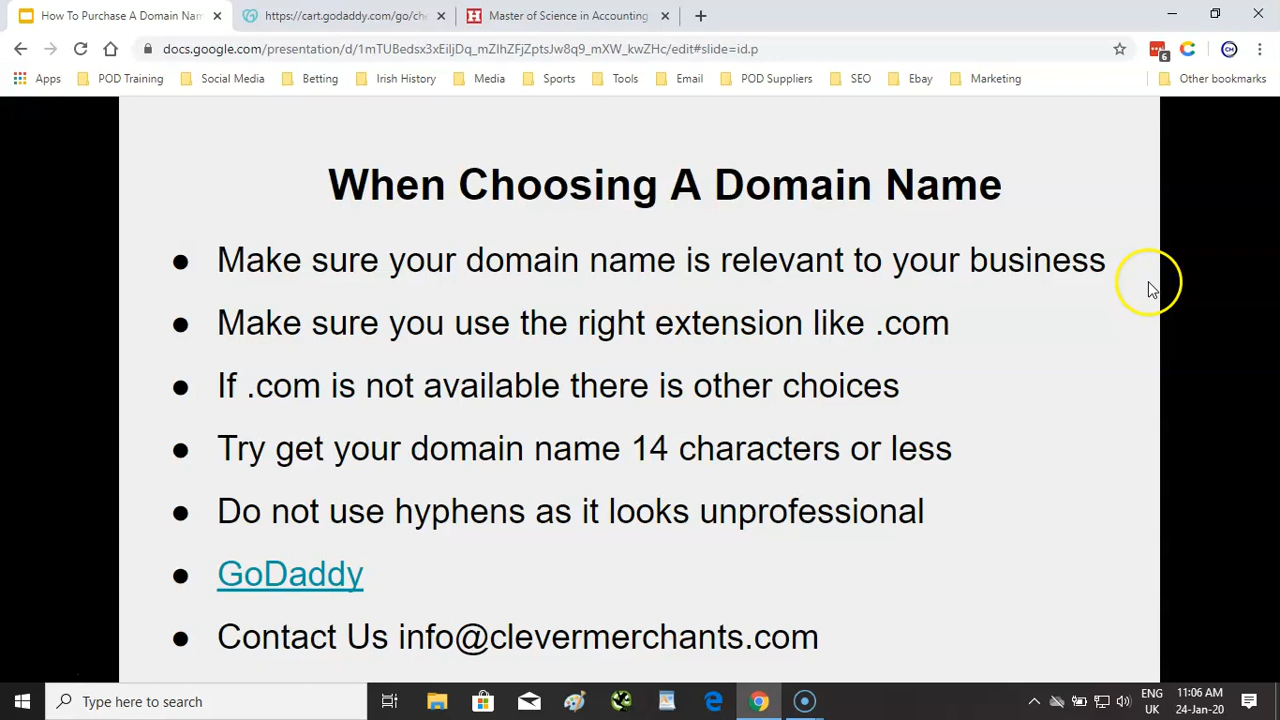 How To Purchase A Domain Nam
https://cart.godaddy.com/go/che
Master of Science in Accounting
docs.google.com/presentation/d/1mTUBedsx3xEiljDq_mZIhZFjZptsJw8q9_mXW_kwZHc/edit#slide=id.p
6
CH
Apps
POD Training
Social Media
Betting
Irish History
Media
Sports
Tools
Email
POD Suppliers
SEO
Ebay
Marketing
Other bookmarks
When Choosing A Domain Name
● Make sure your domain name is relevant to your business
● Make sure you use the right extension like .com
● If .com is not available there is other choices
● Try get your domain name 14 characters or less
● Do not use hyphens as it looks unprofessional
● GoDaddy
● Contact Us info@clevermerchants.com
Type here to search
ENG
UK
11:06 AM
24-Jan-20